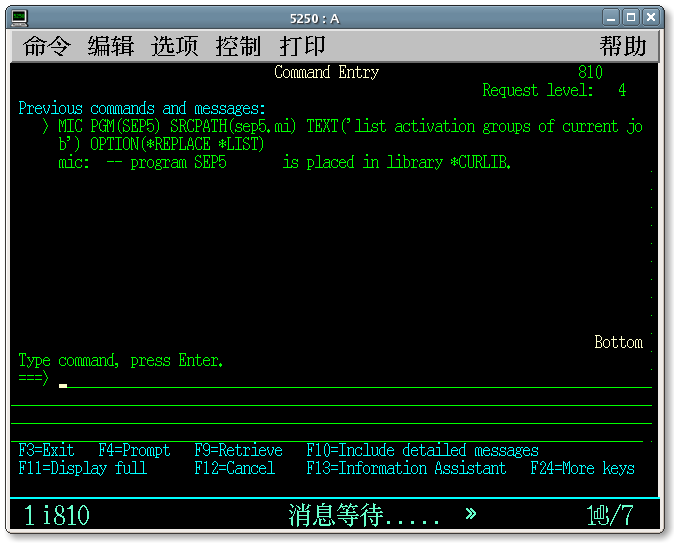 5250 : A
命令 编辑 选项 控制 打印 帮助
Command Entry 810
Request level: 4
Previous commands and messages:
> MIC PGM(SEP5) SRCPATH(sep5.mi) TEXT('list activation groups of current jo
b') OPTION(*REPLACE *LIST)
mic: -- program SEP5 is placed in library *CURLIB.
Bottom
Type command, press Enter.
===>
F3=Exit F4=Prompt F9=Retrieve F10=Include detailed messages
F11=Display full F12=Cancel F13=Information Assistant F24=More keys
1 i810 消息等待..... » /7